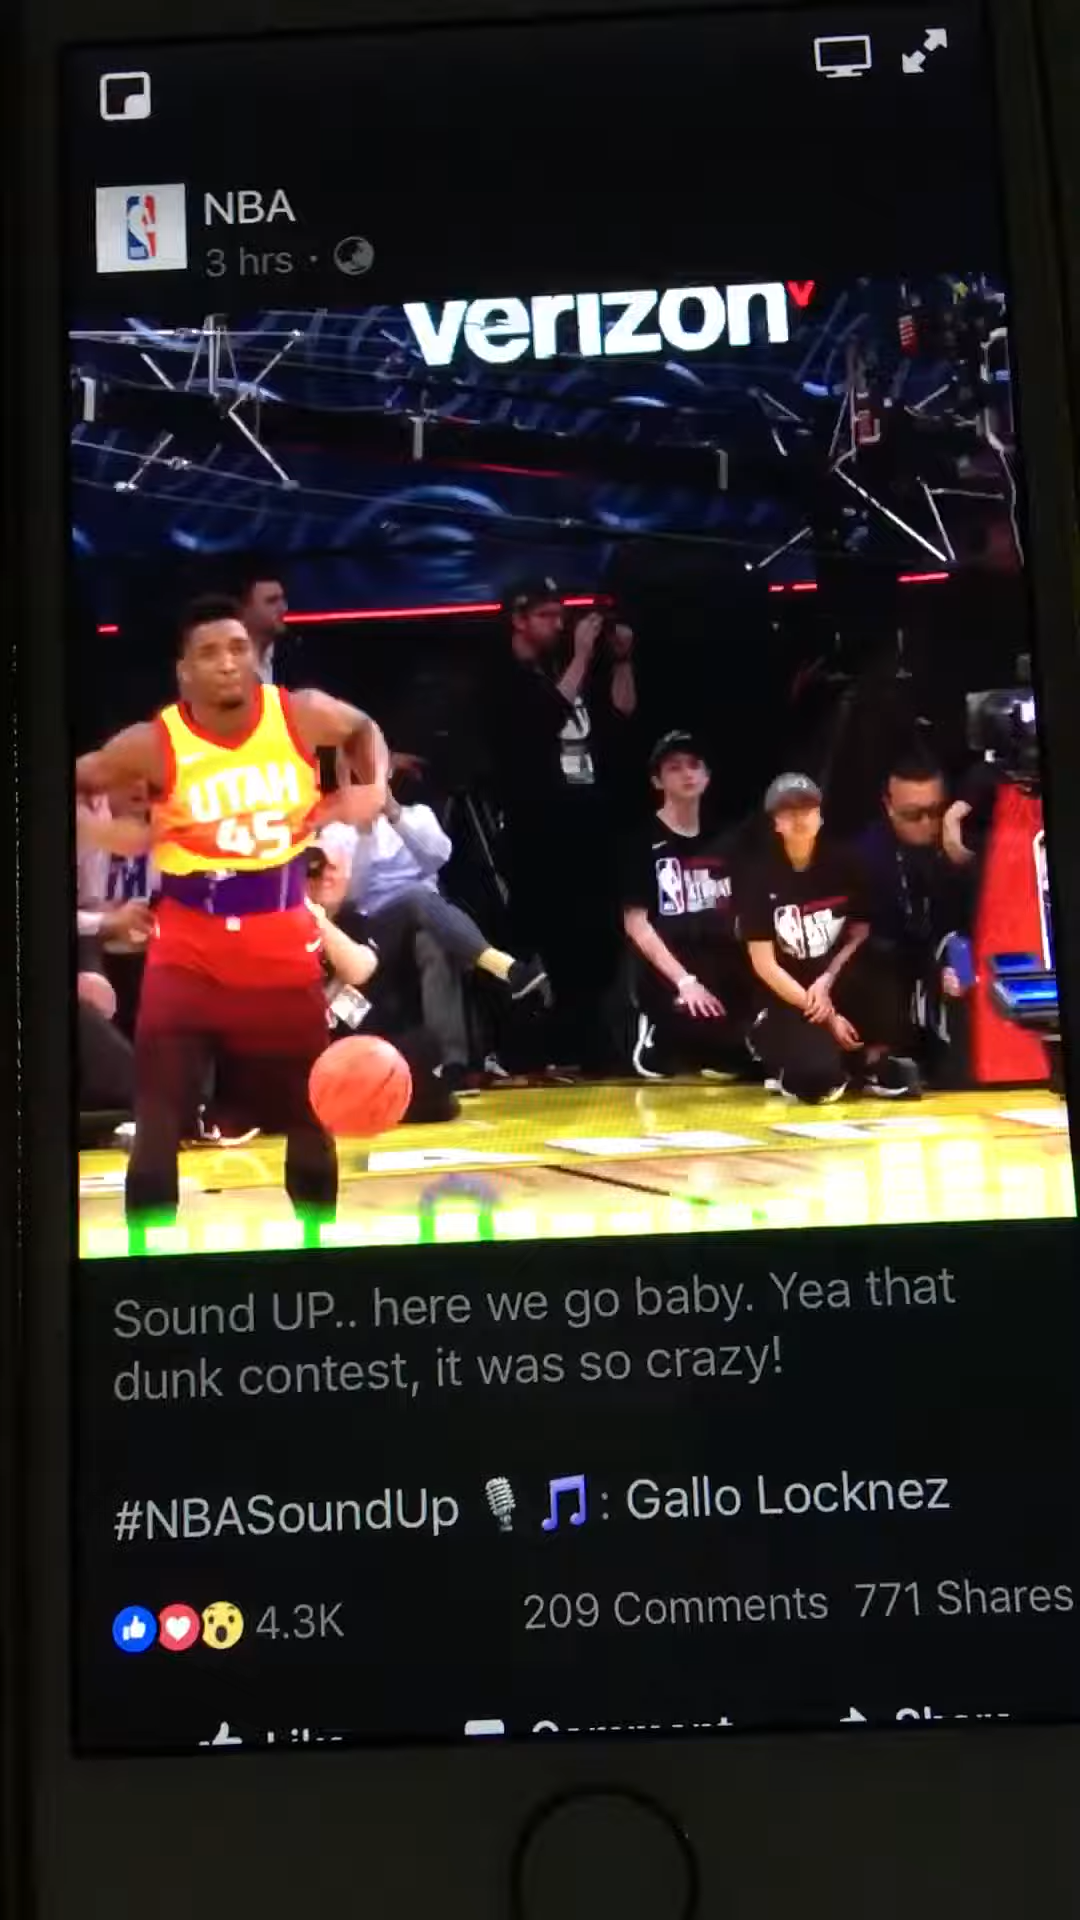 NBA
3 hrs ·
verizon
UTAH
45
Sound UP.. here we go baby. Yea that
dunk contest, it was so crazy!
#NBASoundUp 🎙 🎵: Gallo Locknez
4.3K
209 Comments 771 Shares